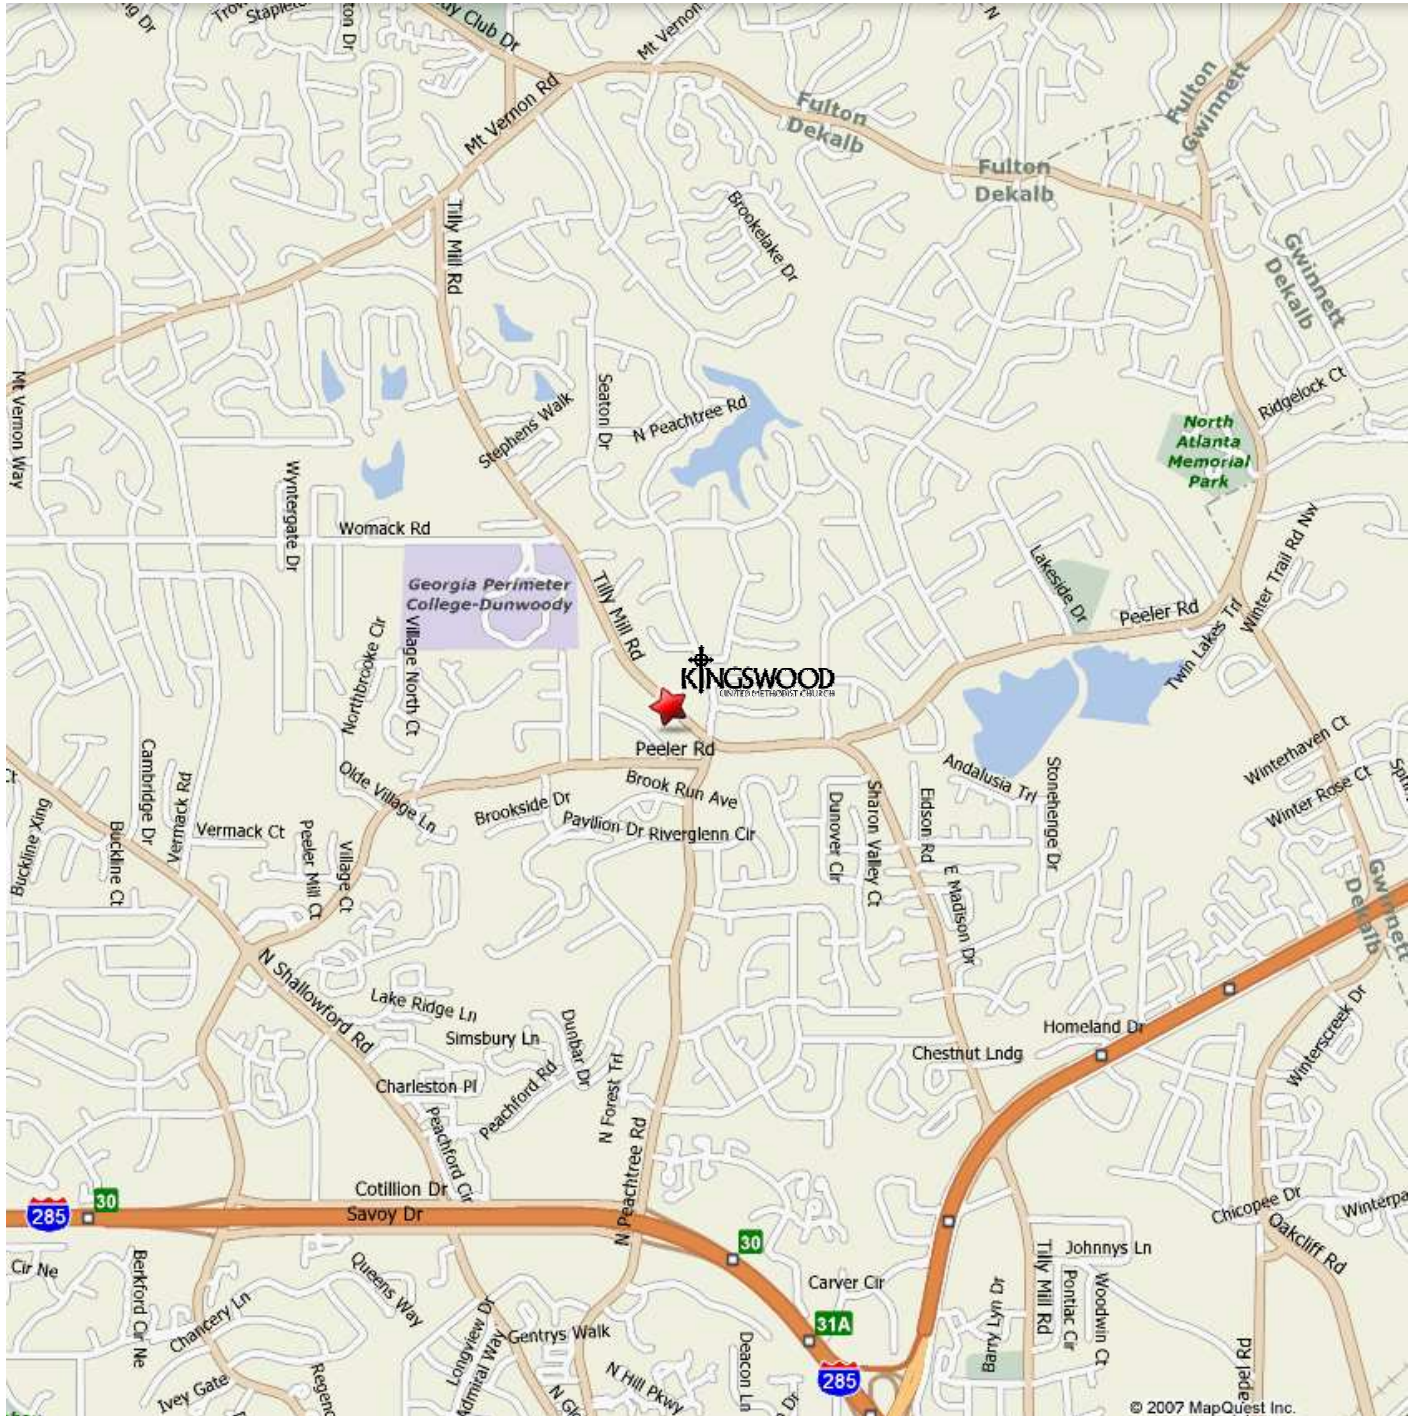 Mt Vernon Rd
Fulton
Dekalb
Fulton
Dekalb
Fulton
Gwinnett
Gwinnett
Dekalb
Tilly Mill Rd
Brookelake Dr
Mt Vernon Way
Stephens Walk
Seaton Dr
N Peachtree Rd
Ridgelock Ct
North
Atlanta
Memorial
Park
Wyntergate Dr
Womack Rd
Georgia Perimeter
College-Dunwoody
Tilly Mill Rd
Lakeside Dr
Peeler Rd
Winter Trail Rd Nw
Twin Lakes Trl
Northbrooke Cir
Village North Ct
KINGSWOOD
UNITED METHODIST CHURCH
Peeler Rd
Brook Run Ave
Olde Village Ln
Brookside Dr
Pavilion Dr
Riverglenn Cir
Cambridge Dr
Vermack Rd
Vermack Ct
Buckline Xing
Buckline Ct
Peeler Mill Ct
Village Ct
Dunover Cir
Sharon Valley Ct
Eidson Rd
E Madison Dr
Andalusia Trl
Stonehenge Dr
Winterhaven Ct
Winter Rose Ct
Gwinnett
Dekalb
N Shallowford Rd
Lake Ridge Ln
Simsbury Ln
Dunbar Dr
Charleston Pl
Peachford Rd
Peachford Cir
N Forest Trl
N Peachtree Rd
Homeland Dr
Chestnut Lndg
Winterscreek Dr
Cotillion Dr
Savoy Dr
285
30
30
31A
285
Chicopee Dr
Oakcliff Rd
Cir Ne
Berkford Cir Ne
Chancery Ln
Queens Way
Longview Dr
Admiral Way
Gentrys Walk
Ivey Gate
N Hill Pkwy
Deacon Ln
Carver Cir
Barry Lyn Dr
Tilly Mill Rd
Johnnys Ln
Pontiac Cir
Woodwin Ct
© 2007 MapQuest Inc.